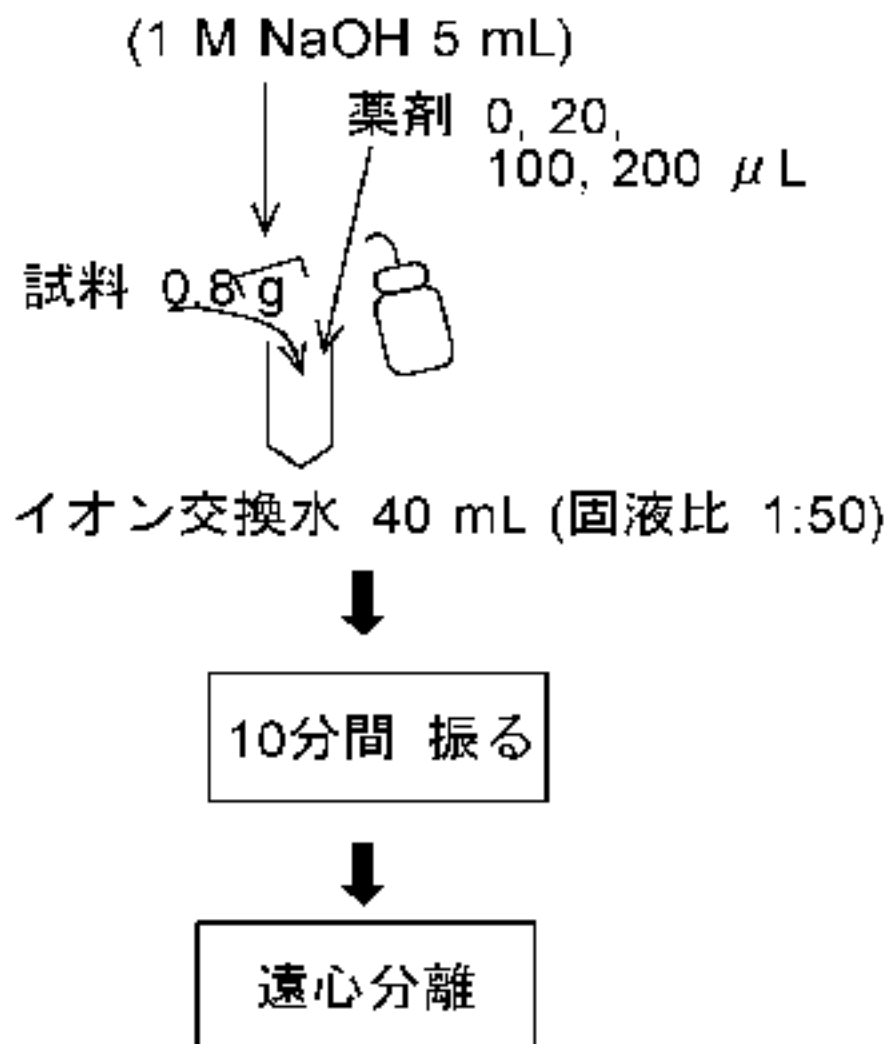 (1 M NaOH 5 mL)
薬剤 0, 20,
100, 200 μL
試料 0.8 g
イオン交換水 40 mL (固液比 1:50)
10分間 振る
遠心分離